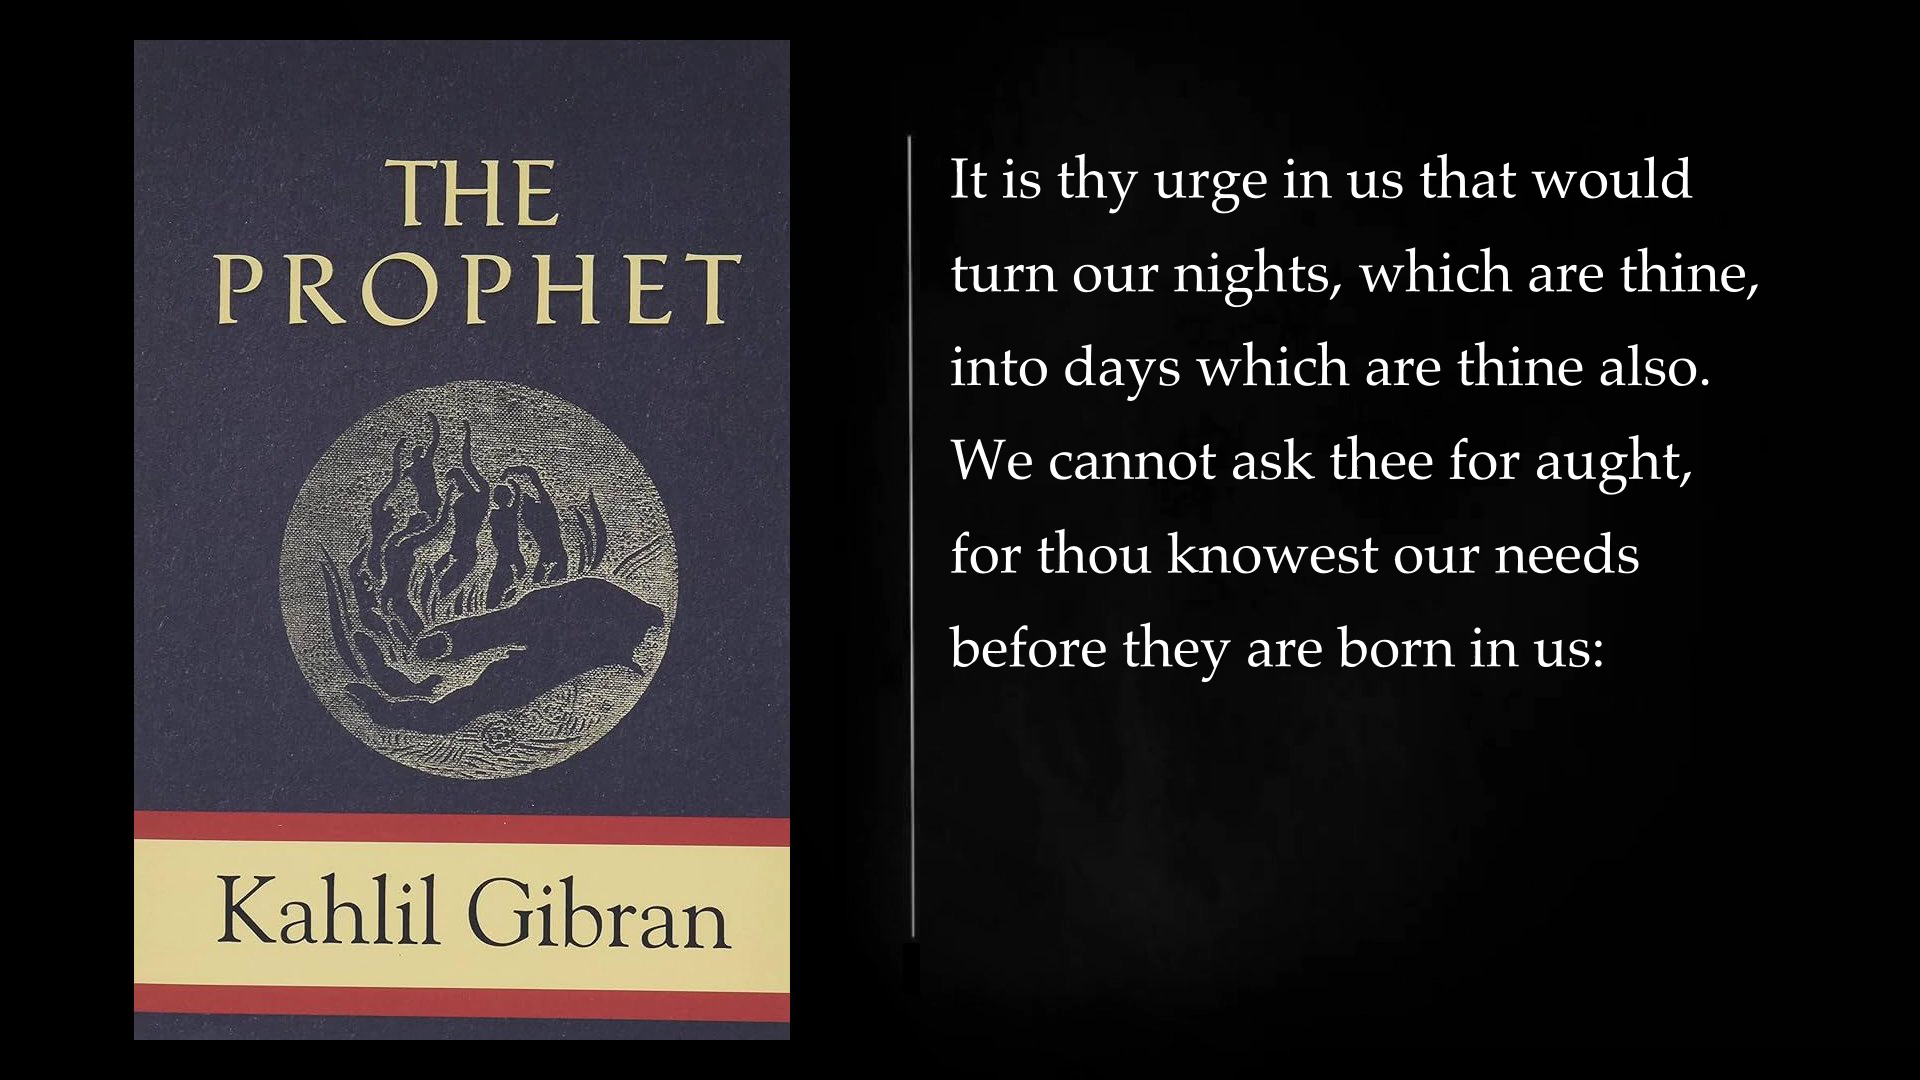 THE
PROPHET
Kahlil Gibran
It is thy urge in us that would
turn our nights, which are thine,
into days which are thine also.
We cannot ask thee for aught,
for thou knowest our needs
before they are born in us: